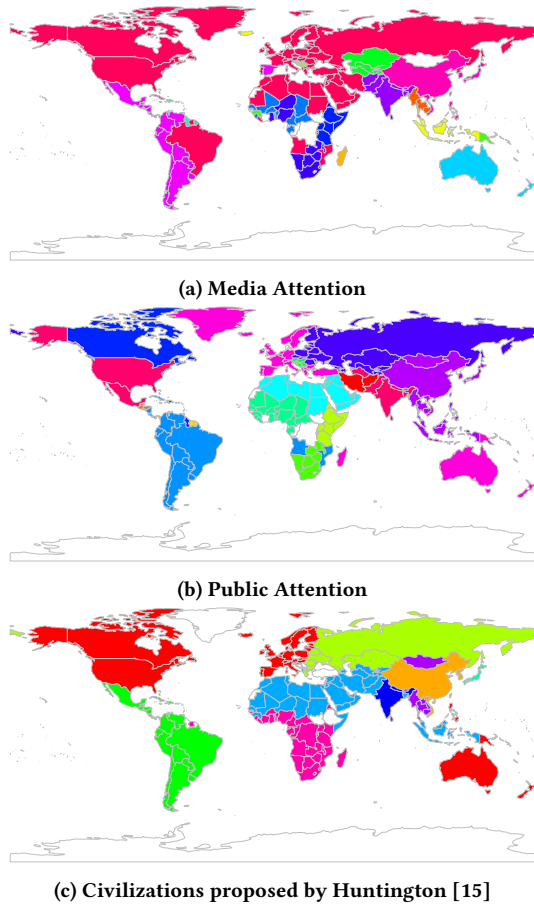 (a) Media Attention
(b) Public Attention
(c) Civilizations proposed by Huntington [15]